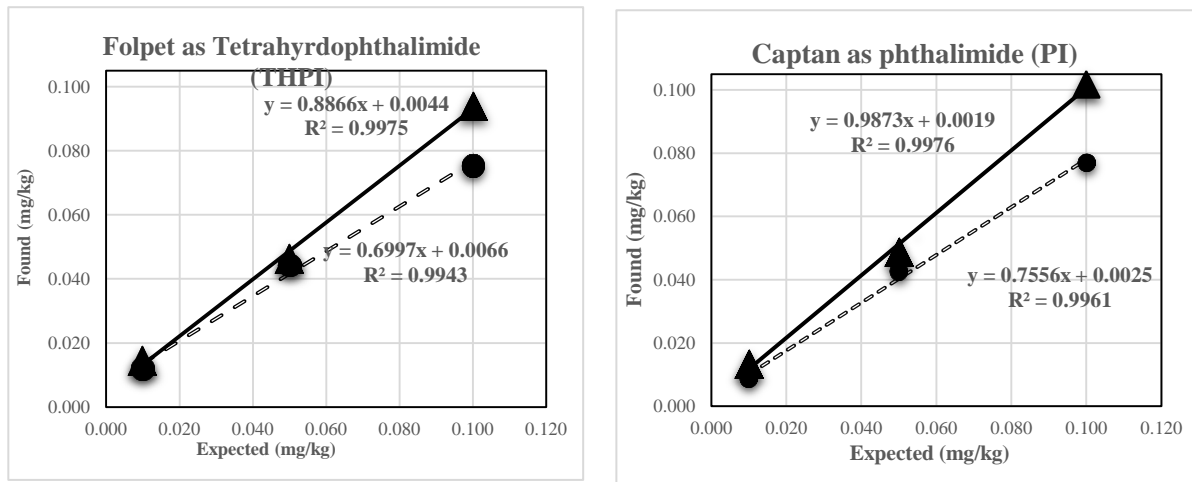 Folpet as Tetrahyrdophthalimide
(THPI)
y = 0.8866x + 0.0044
R² = 0.9975
y = 0.6997x + 0.0066
R² = 0.9943
0.100
0.080
0.060
0.040
0.020
0.000
Found (mg/kg)
0.000 0.020 0.040 0.060 0.080 0.100 0.120
Expected (mg/kg)
Captan as phthalimide (PI)
y = 0.9873x + 0.0019
R² = 0.9976
y = 0.7556x + 0.0025
R² = 0.9961
0.100
0.080
0.060
0.040
0.020
0.000
Found (mg/kg)
0.000 0.020 0.040 0.060 0.080 0.100 0.120
Expected (mg/kg)